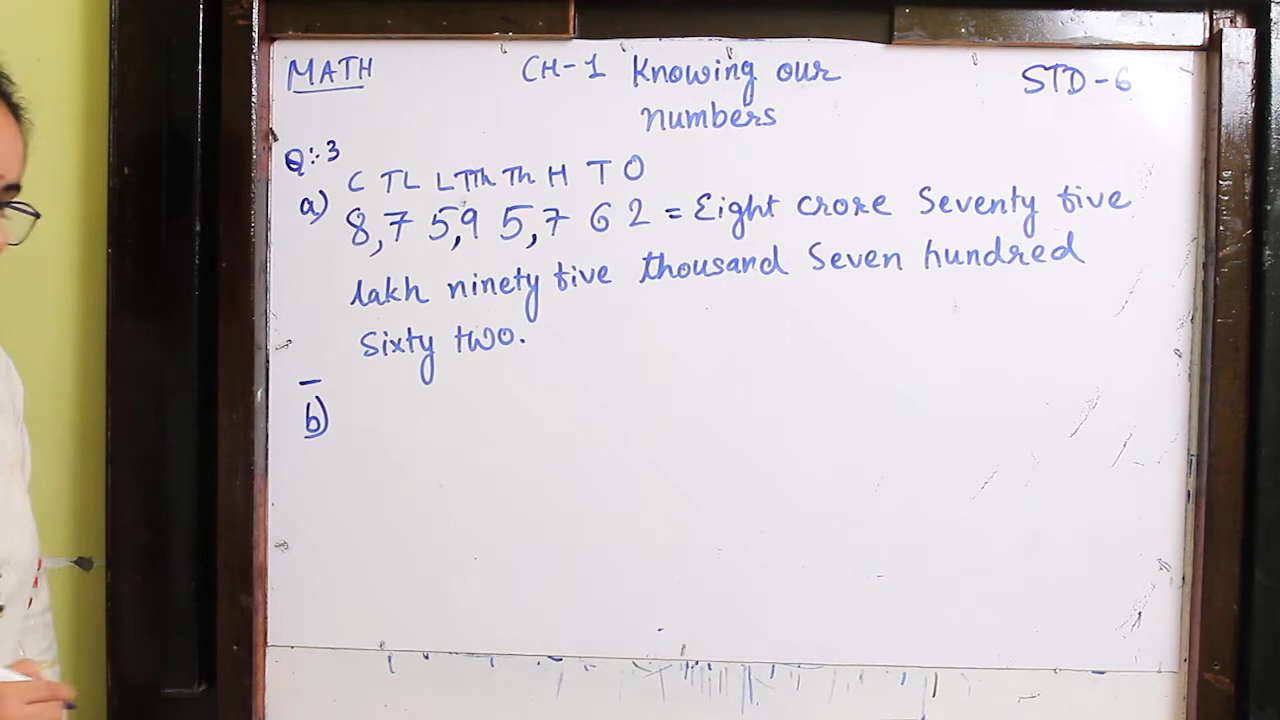 MATH CH-1 Knowing our STD-6
numbers
Q:-3
C TL L TTh Th H T O
a) 8,7 5,9 5,7 6 2 = Eight crore Seventy five
lakh ninety five thousand Seven hundred
Sixty two.
b)